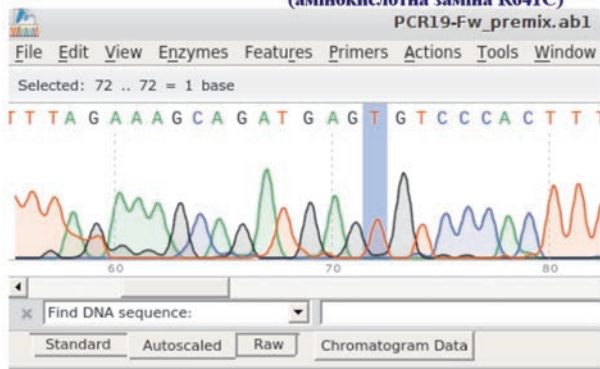 (амінокислотна заміна R641C)
PCR19-Fw_premix.ab1
File Edit View Enzymes Features Primers Actions Tools Window
Selected: 72 .. 72 = 1 base
T T T A G A A A G C A G A T G A G T G T C C C A C T T T
60 70 80
Find DNA sequence:
Standard Autoscaled Raw Chromatogram Data